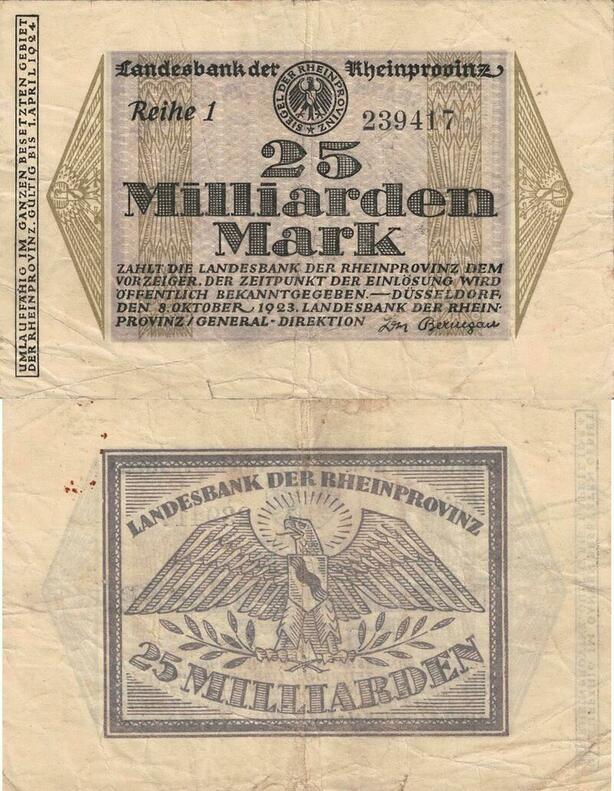 UMLAUFFÄHIG IM GANZEN BESETZTEN GEBIET
DER RHEINPROVINZ. GÜLTIG BIS 1. APRIL 1924
Landesbank der Rheinprovinz
SIEGEL DER RHEINPROVINZ
Reihe 1
239417
25
Milliarden
Mark
ZAHLT DIE LANDESBANK DER RHEINPROVINZ DEM
VORZEIGER. DER ZEITPUNKT DER EINLÖSUNG WIRD
ÖFFENTLICH BEKANNTGEGEBEN.—DÜSSELDORF,
DEN 8. OKTOBER 1923. LANDESBANK DER RHEIN-
PROVINZ / GENERAL-DIREKTION
LANDESBANK DER RHEINPROVINZ
25 MILLIARDEN